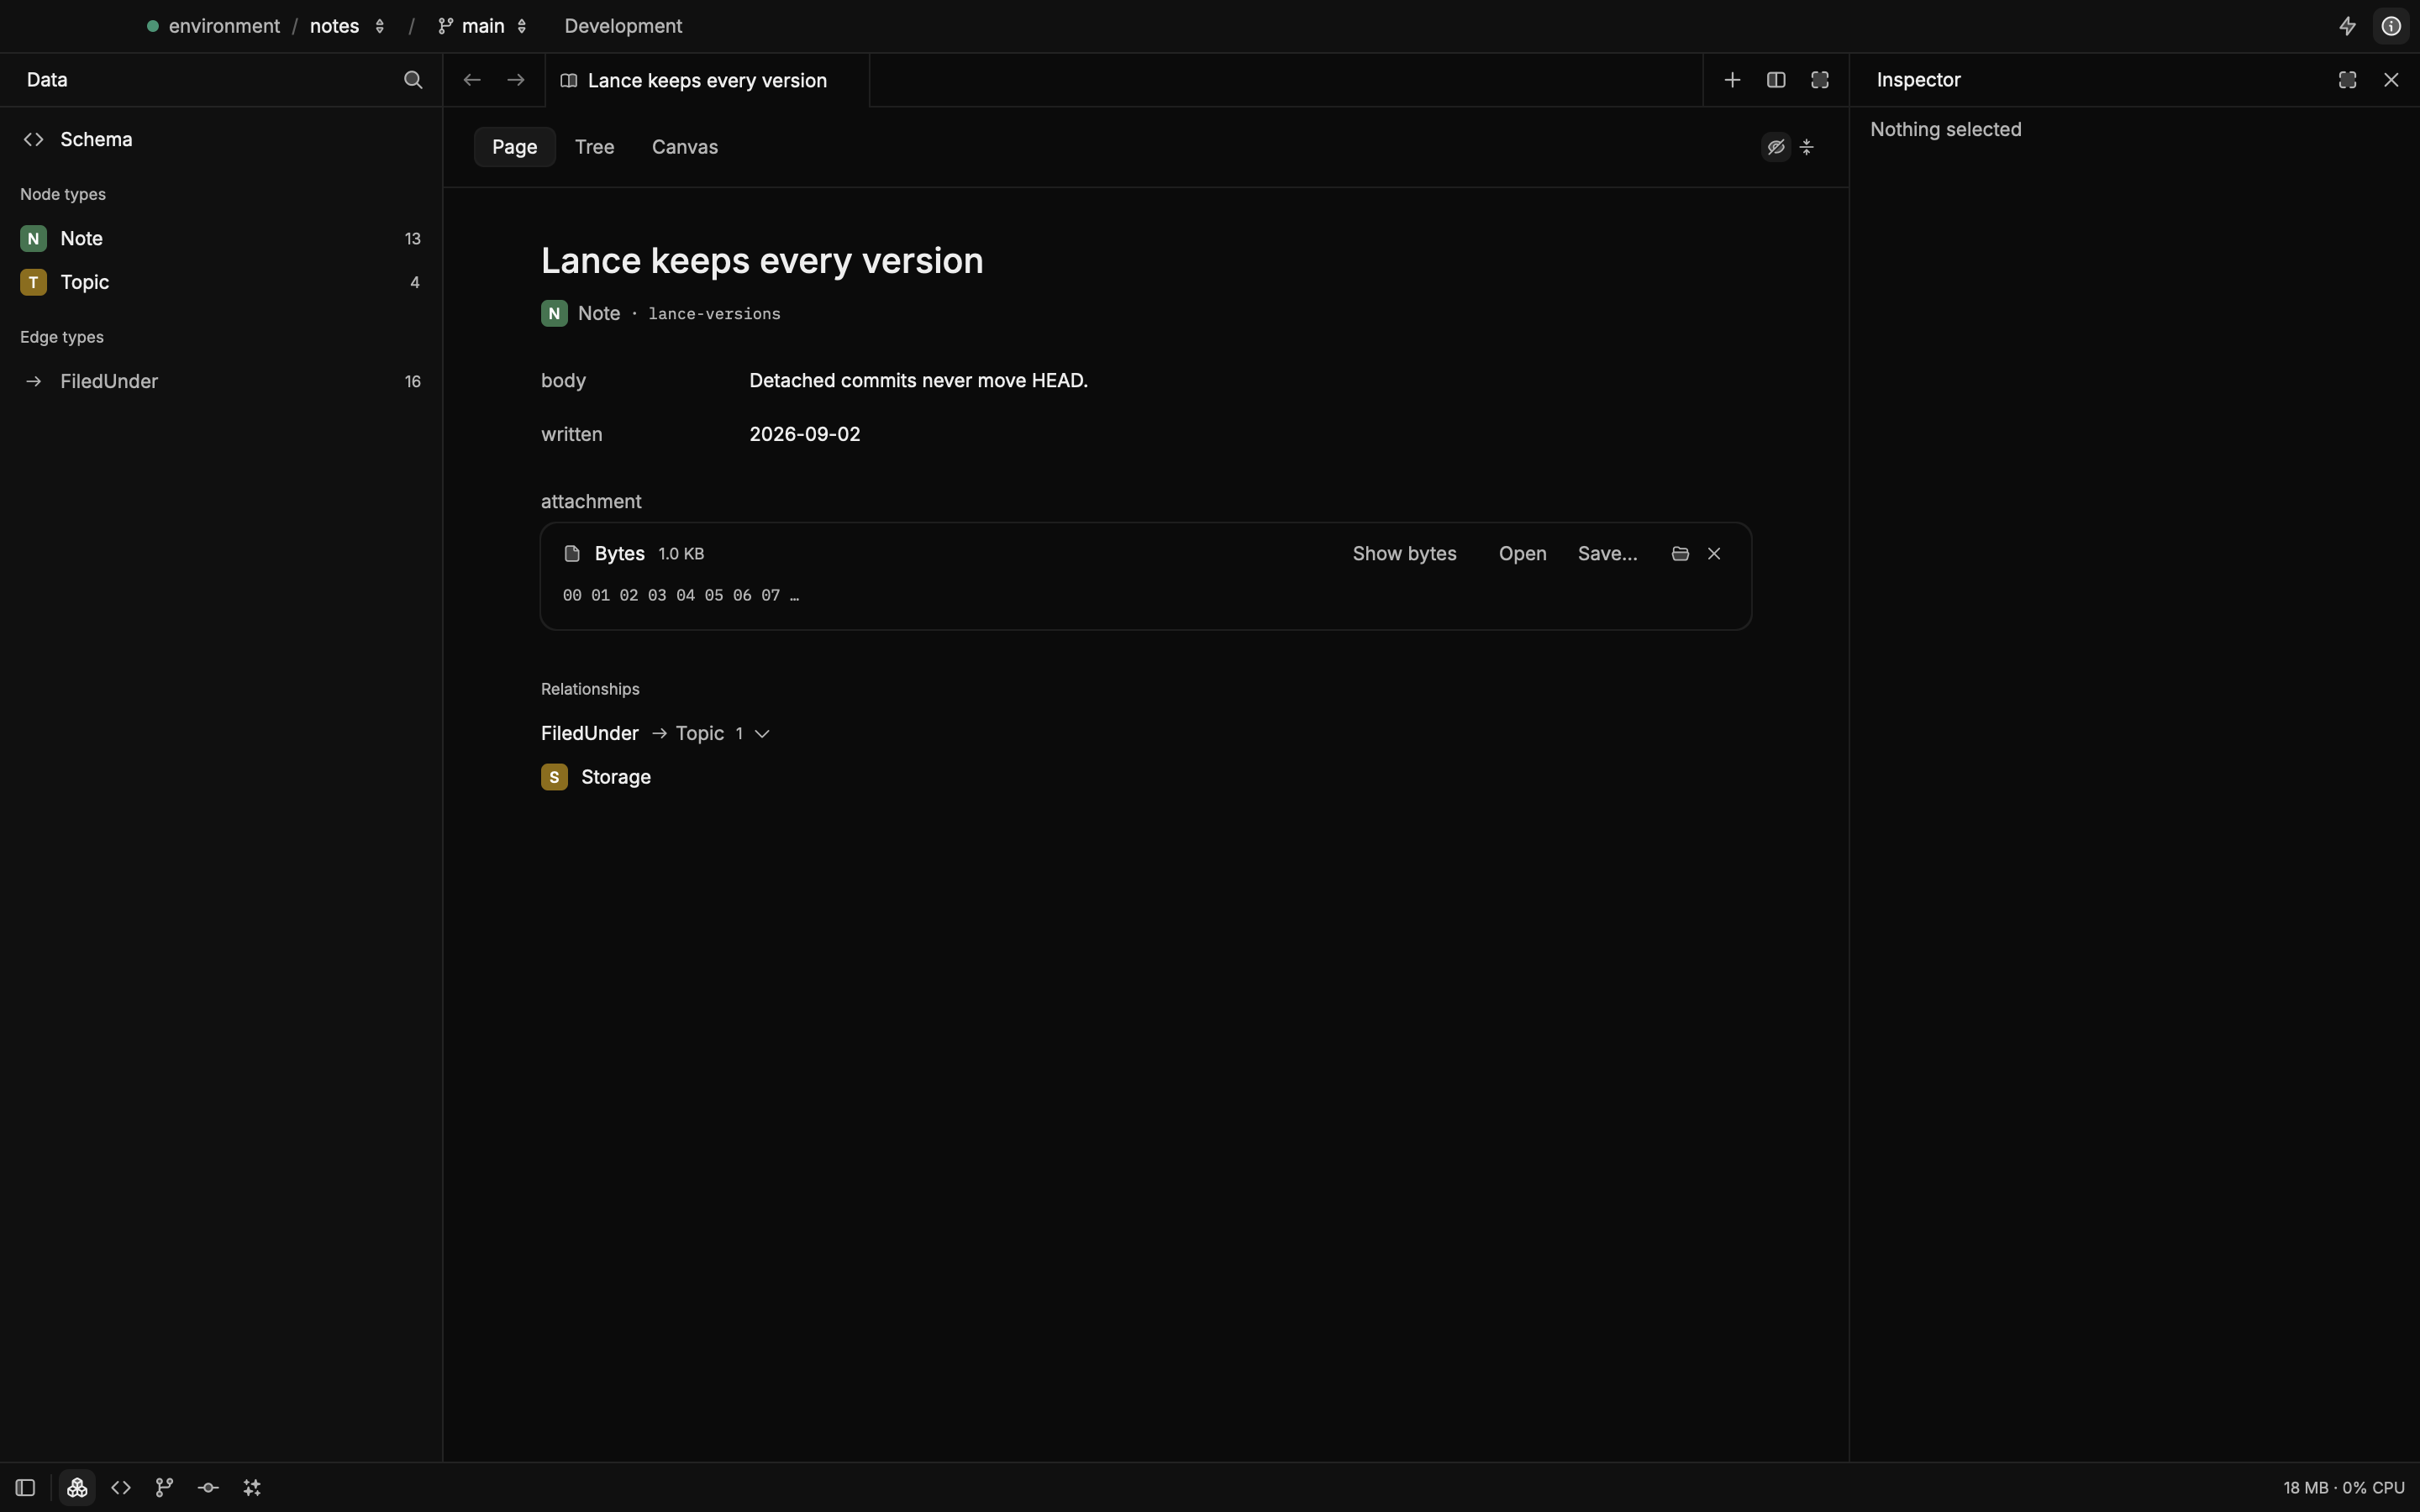 environment / notes / main Development
Data
Lance keeps every version
Inspector
Schema
Page Tree Canvas
Nothing selected
Node types
N Note 13
T Topic 4
Edge types
FiledUnder 16
Lance keeps every version
N Note · lance-versions
body Detached commits never move HEAD.
written 2026-09-02
attachment
Bytes 1.0 KB Show bytes Open Save...
00 01 02 03 04 05 06 07 …
Relationships
FiledUnder → Topic 1
S Storage
18 MB · 0% CPU